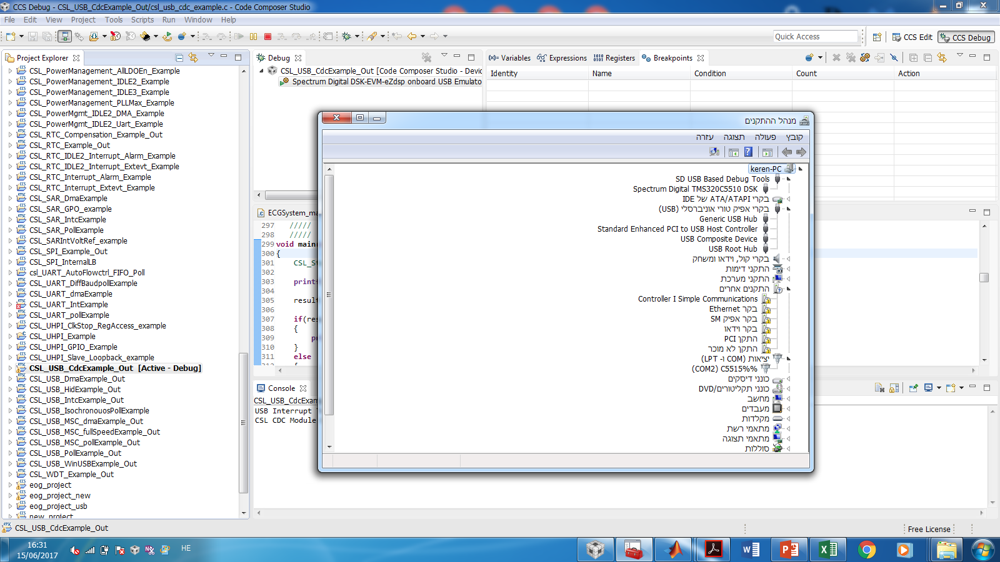 CCS Debug - CSL_USB_CdcExample_Out/csl_usb_cdc_example.c - Code Composer Studio
File Edit View Project Tools Scripts Run Window Help
Quick Access
CCS Edit
CCS Debug
Project Explorer
CSL_PowerManagement_AllLDOEn_Example
CSL_PowerManagement_IDLE2_Example
CSL_PowerManagement_IDLE3_Example
CSL_PowerManagement_PLLMax_Example
CSL_PowerMgmt_IDLE2_DMA_Example
CSL_PowerMgmt_IDLE2_Uart_Example
CSL_RTC_Compensation_Example_Out
CSL_RTC_Example_Out
CSL_RTC_IDLE2_Interrupt_Alarm_Example
CSL_RTC_IDLE2_Interrupt_Extevt_Example
CSL_RTC_Interrupt_Alarm_Example
CSL_RTC_Interrupt_Extevt_Example
CSL_SAR_DmaExample
CSL_SAR_GPO_example
CSL_SAR_IntcExample
CSL_SAR_PollExample
CSL_SARIntVoltRef_example
CSL_SPI_Example_Out
CSL_SPI_InternalLB
csl_UART_AutoFlowctrl_FIFO_Poll
CSL_UART_DiffBaudpollExample
CSL_UART_dmaExample
CSL_UART_IntExample
CSL_UART_pollExample
CSL_UHPI_ClkStop_RegAccess_example
CSL_UHPI_Example
CSL_UHPI_GPIO_Example
CSL_UHPI_Slave_Loopback_example
CSL_USB_CdcExample_Out [Active - Debug]
CSL_USB_DmaExample_Out
CSL_USB_HidExample_Out
CSL_USB_IntcExample_Out
CSL_USB_IsochronouosPollExample
CSL_USB_MSC_dmaExample_Out
CSL_USB_MSC_fullSpeedExample_Out
CSL_USB_MSC_pollExample_Out
CSL_USB_PollExample_Out
CSL_USB_WinUSBExample_Out
CSL_WDT_Example_Out
eog_project
eog_project_new
eog_project_usb
new_project
Debug
CSL_USB_CdcExample_Out [Code Composer Studio - Devic
Spectrum Digital DSK-EVM-eZdsp onboard USB Emulato
(x)= Variables Expressions Registers Breakpoints
Identity Name Condition Count Action
ECGSystem_ma
297 /////
298 /////
299 void main
300 {
301 CSL_St
302
303 print
304
305 result
306
307 if(res
308 {
309 pr
310 }
311 else
312 {
Console
CSL_USB_CdcExam
USB Interrupt
CSL CDC Module
מנהל ההתקנים
קובץ פעולה תצוגה עזרה
keren-PC
SD USB Based Debug Tools
Spectrum Digital TMS320C5510 DSK
בקרי ATA/ATAPI של IDE
בקרי אפיק טורי אוניברסלי (USB)
Generic USB Hub
Standard Enhanced PCI to USB Host Controller
USB Composite Device
USB Root Hub
בקרי קול, וידאו ומשחק
התקני דימות
התקני מערכת
התקנים אחרים
Controller I Simple Communications
בקר Ethernet
בקר אפיק SM
בקר וידאו
התקן PCI
התקן לא מוכר
יציאות (COM ו- LPT)
(COM2) C5515%%
כונני דיסקים
כונני תקליטורים/DVD
מחשב
מעבדים
מקלדות
מתאמי רשת
מתאמי תצוגה
סוללות
CSL_USB_CdcExample_Out
Free License
16:31
15/06/2017
HE